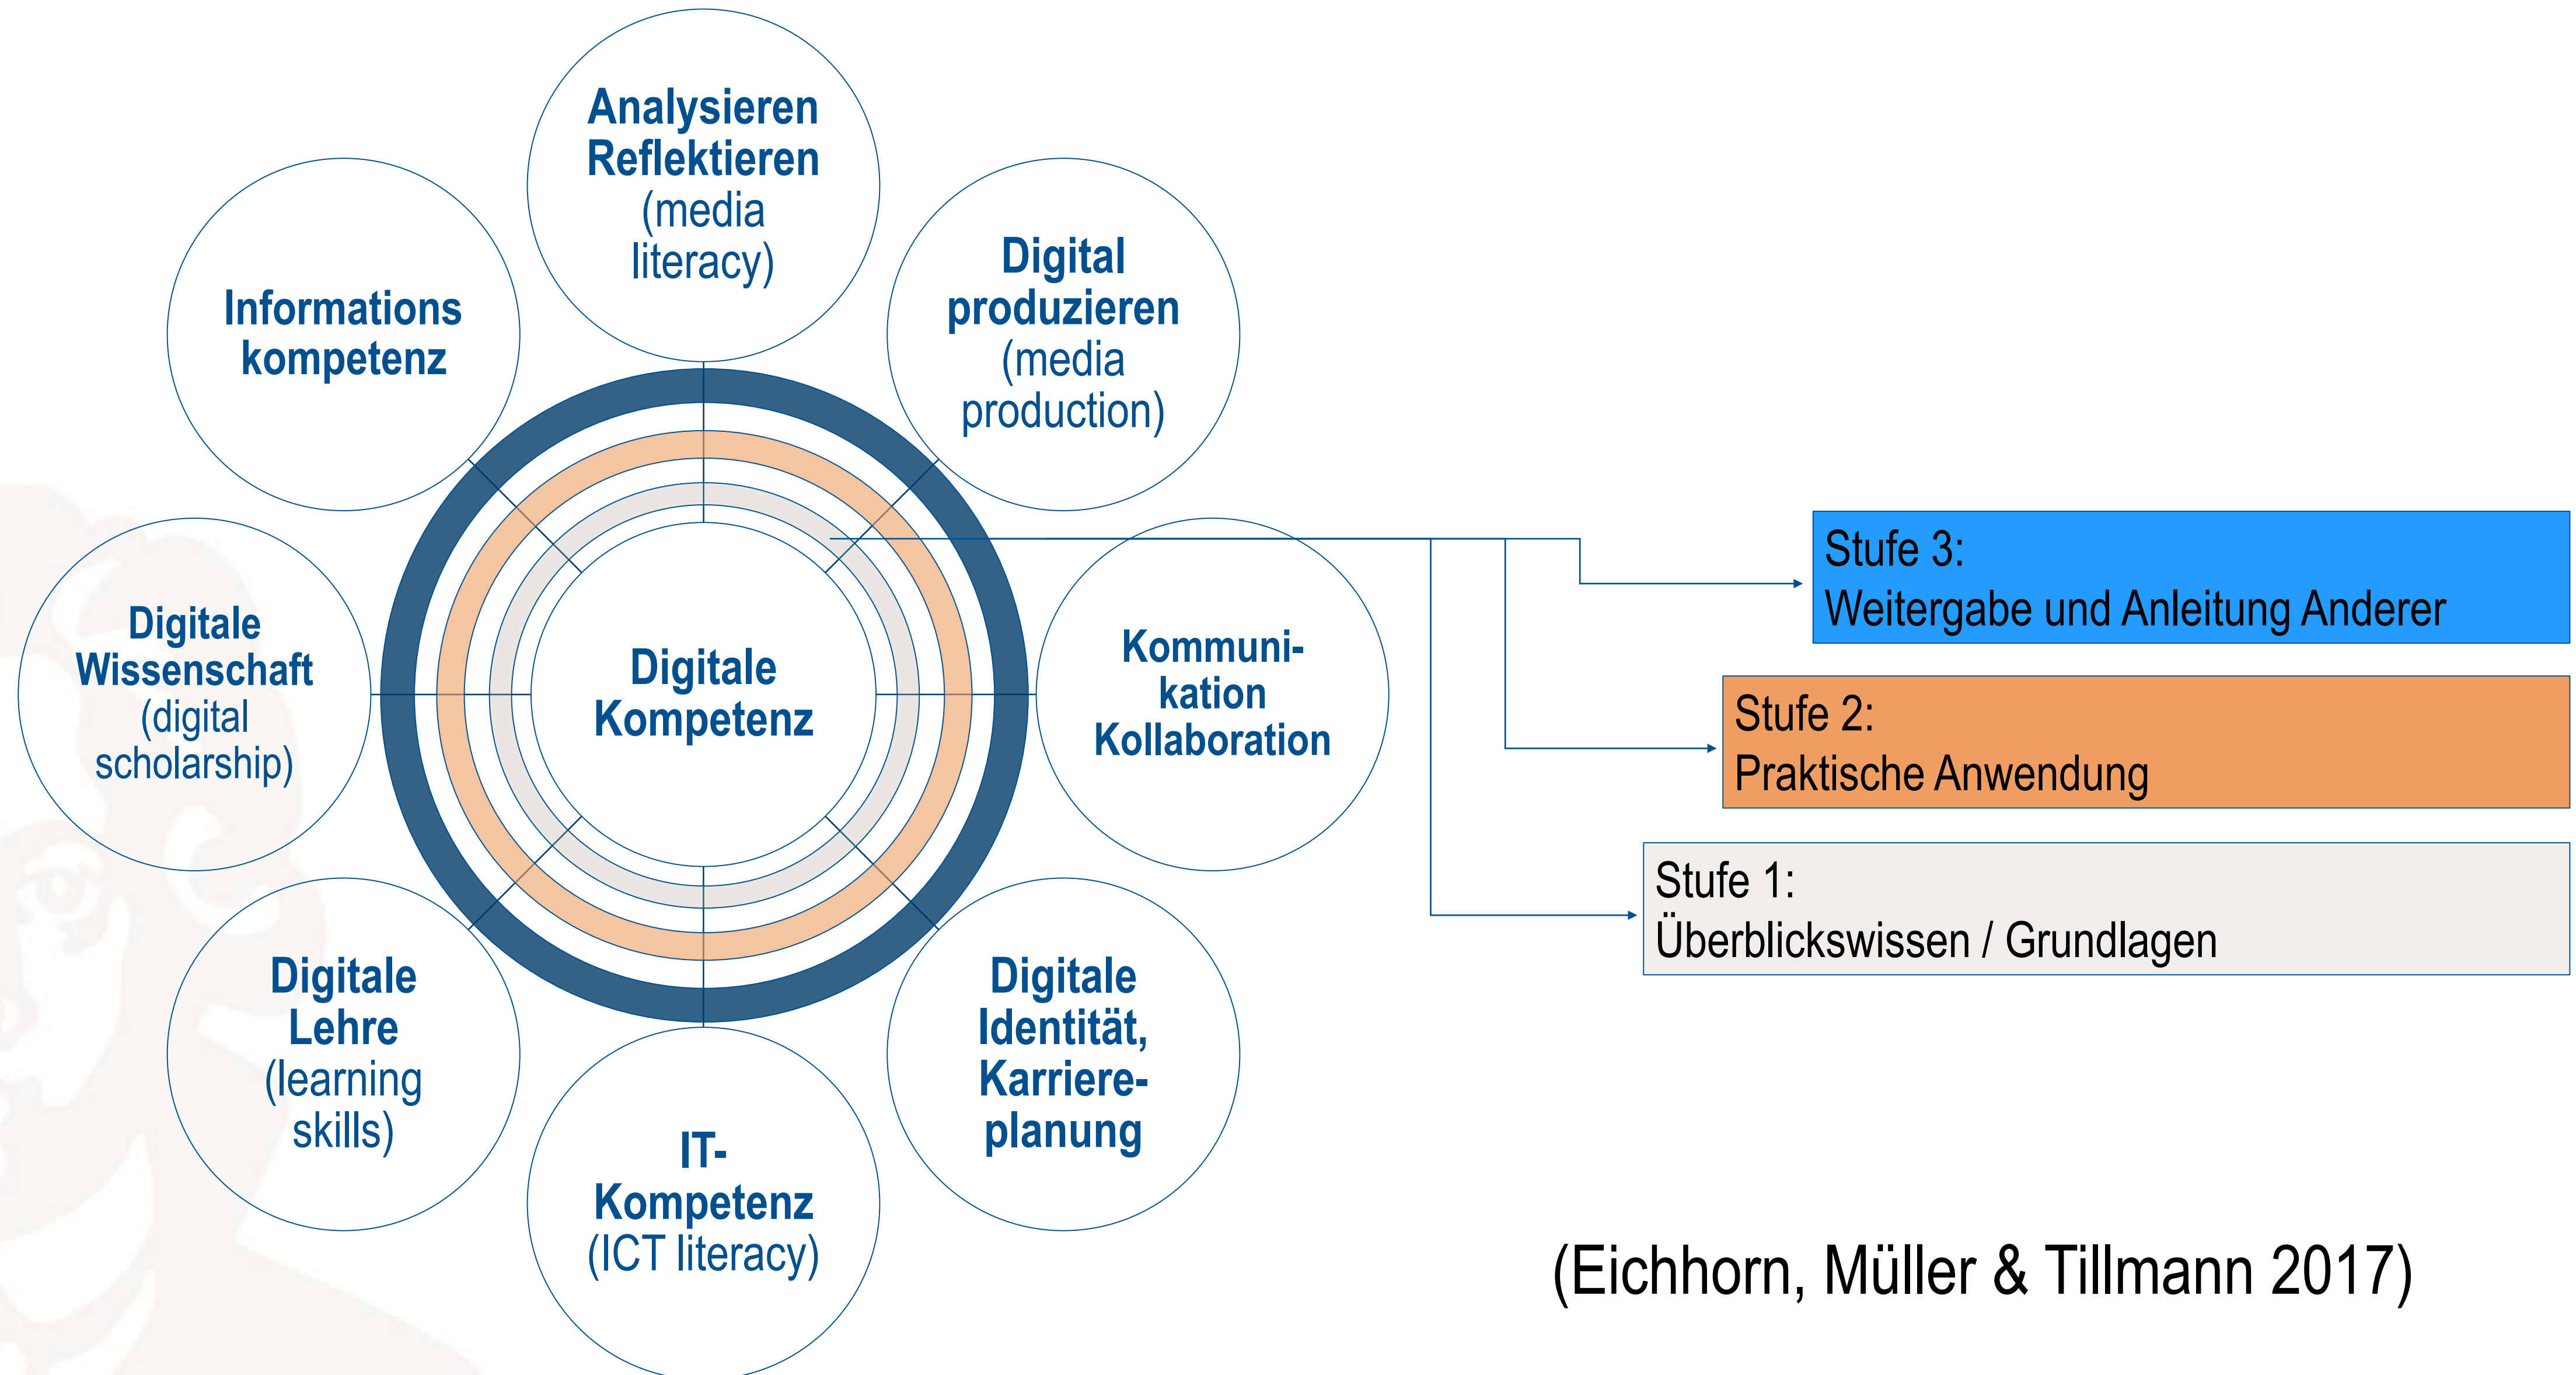 Analysieren
Reflektieren
(media
literacy)
Digital
produzieren
(media
production)
Informations
kompetenz
Kommuni-
kation
Kollaboration
Digitale
Wissenschaft
(digital
scholarship)
Digitale
Kompetenz
Digitale
Identität,
Karriere-
planung
Digitale
Lehre
(learning
skills)
IT-
Kompetenz
(ICT literacy)
Stufe 3:
Weitergabe und Anleitung Anderer
Stufe 2:
Praktische Anwendung
Stufe 1:
Überblickswissen / Grundlagen
(Eichhorn, Müller & Tillmann 2017)